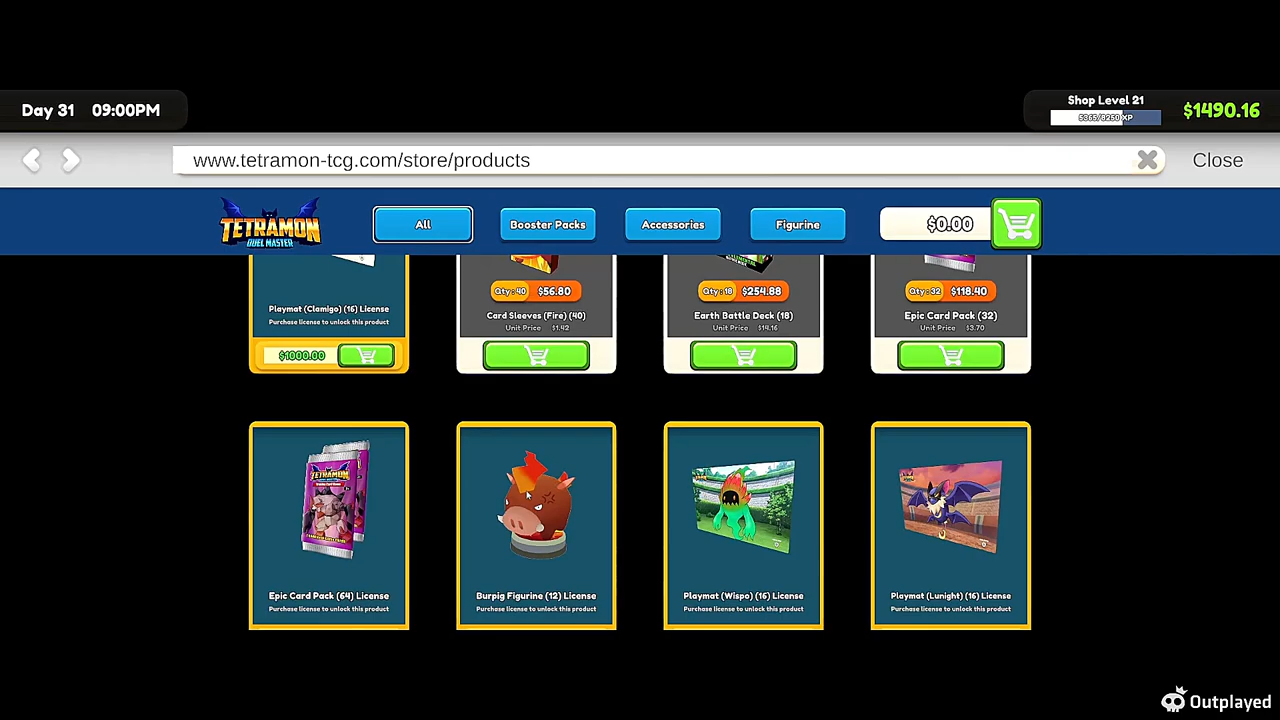 Day 31 09:00PM
Shop Level 21
5065/8250 XP
$1490.16
www.tetramon-tcg.com/store/products
Close
TETRAMON
DUEL MASTER
All
Booster Packs
Accessories
Figurine
$0.00
Playmat (Clamigo) (16) License
Purchase license to unlock this product
$1000.00
Qty: 40 $56.80
Card Sleeves (Fire) (40)
Unit Price $1.42
Qty: 18 $254.88
Earth Battle Deck (18)
Unit Price $14.16
Qty: 32 $118.40
Epic Card Pack (32)
Unit Price $3.70
TETRAMON
Epic Card Pack (64) License
Purchase license to unlock this product
Burpig Figurine (12) License
Purchase license to unlock this product
Playmat (Wispo) (16) License
Purchase license to unlock this product
Playmat (Lunight) (16) License
Purchase license to unlock this product
Outplayed